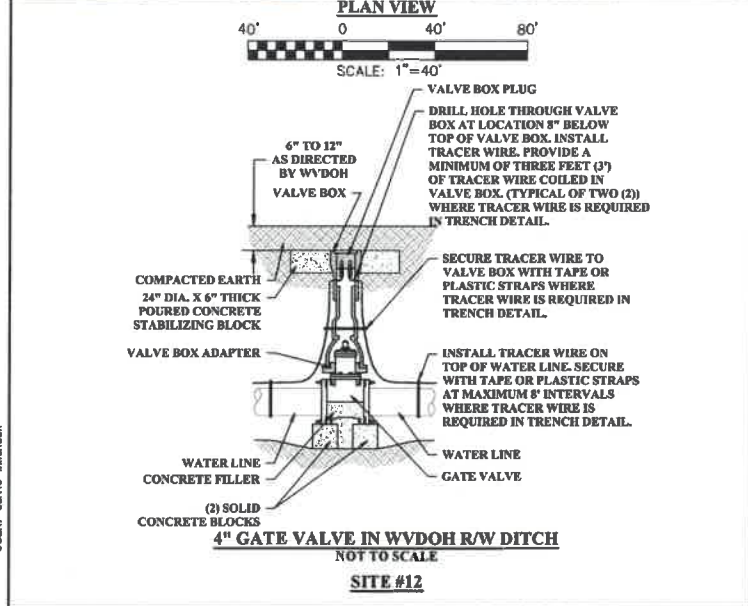 PLAN VIEW
40' 0 40' 80'
SCALE: 1"=40'
VALVE BOX PLUG
DRILL HOLE THROUGH VALVE
BOX AT LOCATION 8" BELOW
TOP OF VALVE BOX. INSTALL
TRACER WIRE. PROVIDE A
MINIMUM OF THREE FEET (3')
OF TRACER WIRE COILED IN
VALVE BOX. (TYPICAL OF TWO (2))
WHERE TRACER WIRE IS REQUIRED
IN TRENCH DETAIL.
6" TO 12"
AS DIRECTED
BY WVDOH
VALVE BOX
COMPACTED EARTH
24" DIA. X 6" THICK
POURED CONCRETE
STABILIZING BLOCK
SECURE TRACER WIRE TO
VALVE BOX WITH TAPE OR
PLASTIC STRAPS WHERE
TRACER WIRE IS REQUIRED IN
TRENCH DETAIL.
VALVE BOX ADAPTER
INSTALL TRACER WIRE ON
TOP OF WATER LINE. SECURE
WITH TAPE OR PLASTIC STRAPS
AT MAXIMUM 8' INTERVALS
WHERE TRACER WIRE IS
REQUIRED IN TRENCH DETAIL.
WATER LINE
CONCRETE FILLER
(2) SOLID
CONCRETE BLOCKS
WATER LINE
GATE VALVE
4" GATE VALVE IN WVDOH R/W DITCH
NOT TO SCALE
SITE #12